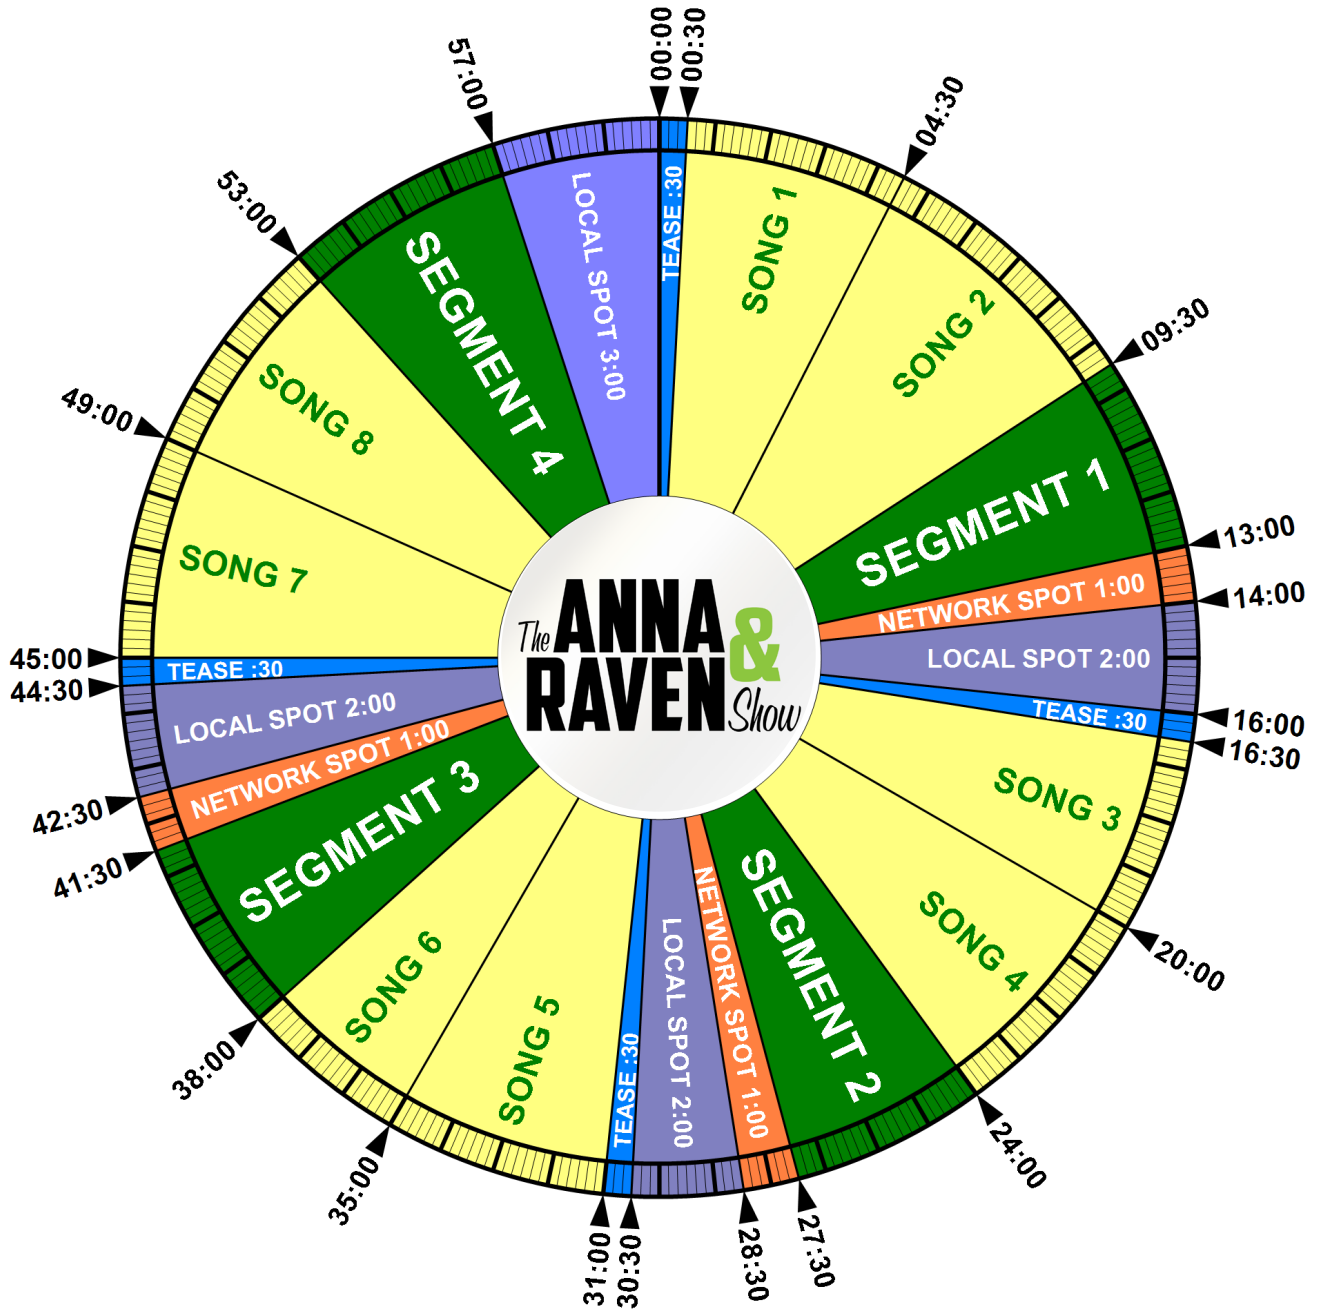 00:00
00:30
04:30
09:30
13:00
14:00
16:00
16:30
20:00
24:00
27:30
28:30
30:30
31:00
35:00
38:00
41:30
42:30
44:30
45:00
49:00
53:00
57:00
TEASE :30
SONG 1
SONG 2
SEGMENT 1
NETWORK SPOT 1:00
LOCAL SPOT 2:00
TEASE :30
SONG 3
SONG 4
SEGMENT 2
NETWORK SPOT 1:00
LOCAL SPOT 2:00
TEASE :30
SONG 5
SONG 6
SEGMENT 3
NETWORK SPOT 1:00
LOCAL SPOT 2:00
TEASE :30
SONG 7
SONG 8
SEGMENT 4
LOCAL SPOT 3:00
The ANNA &
RAVEN Show